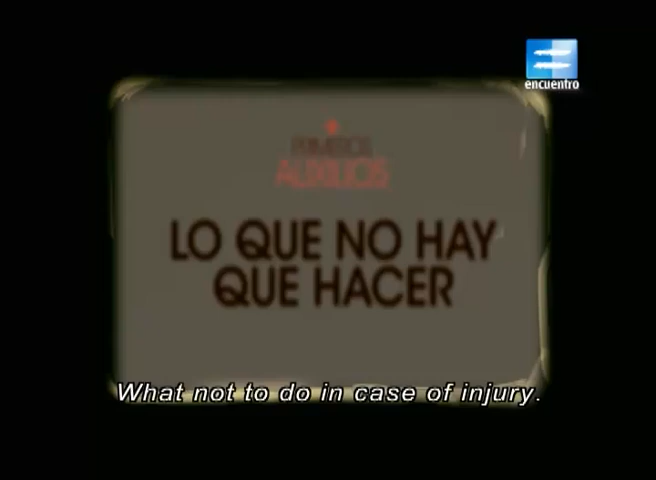 encuentro
PRIMEROS
AUXILIOS
LO QUE NO HAY
QUE HACER
What not to do in case of injury.